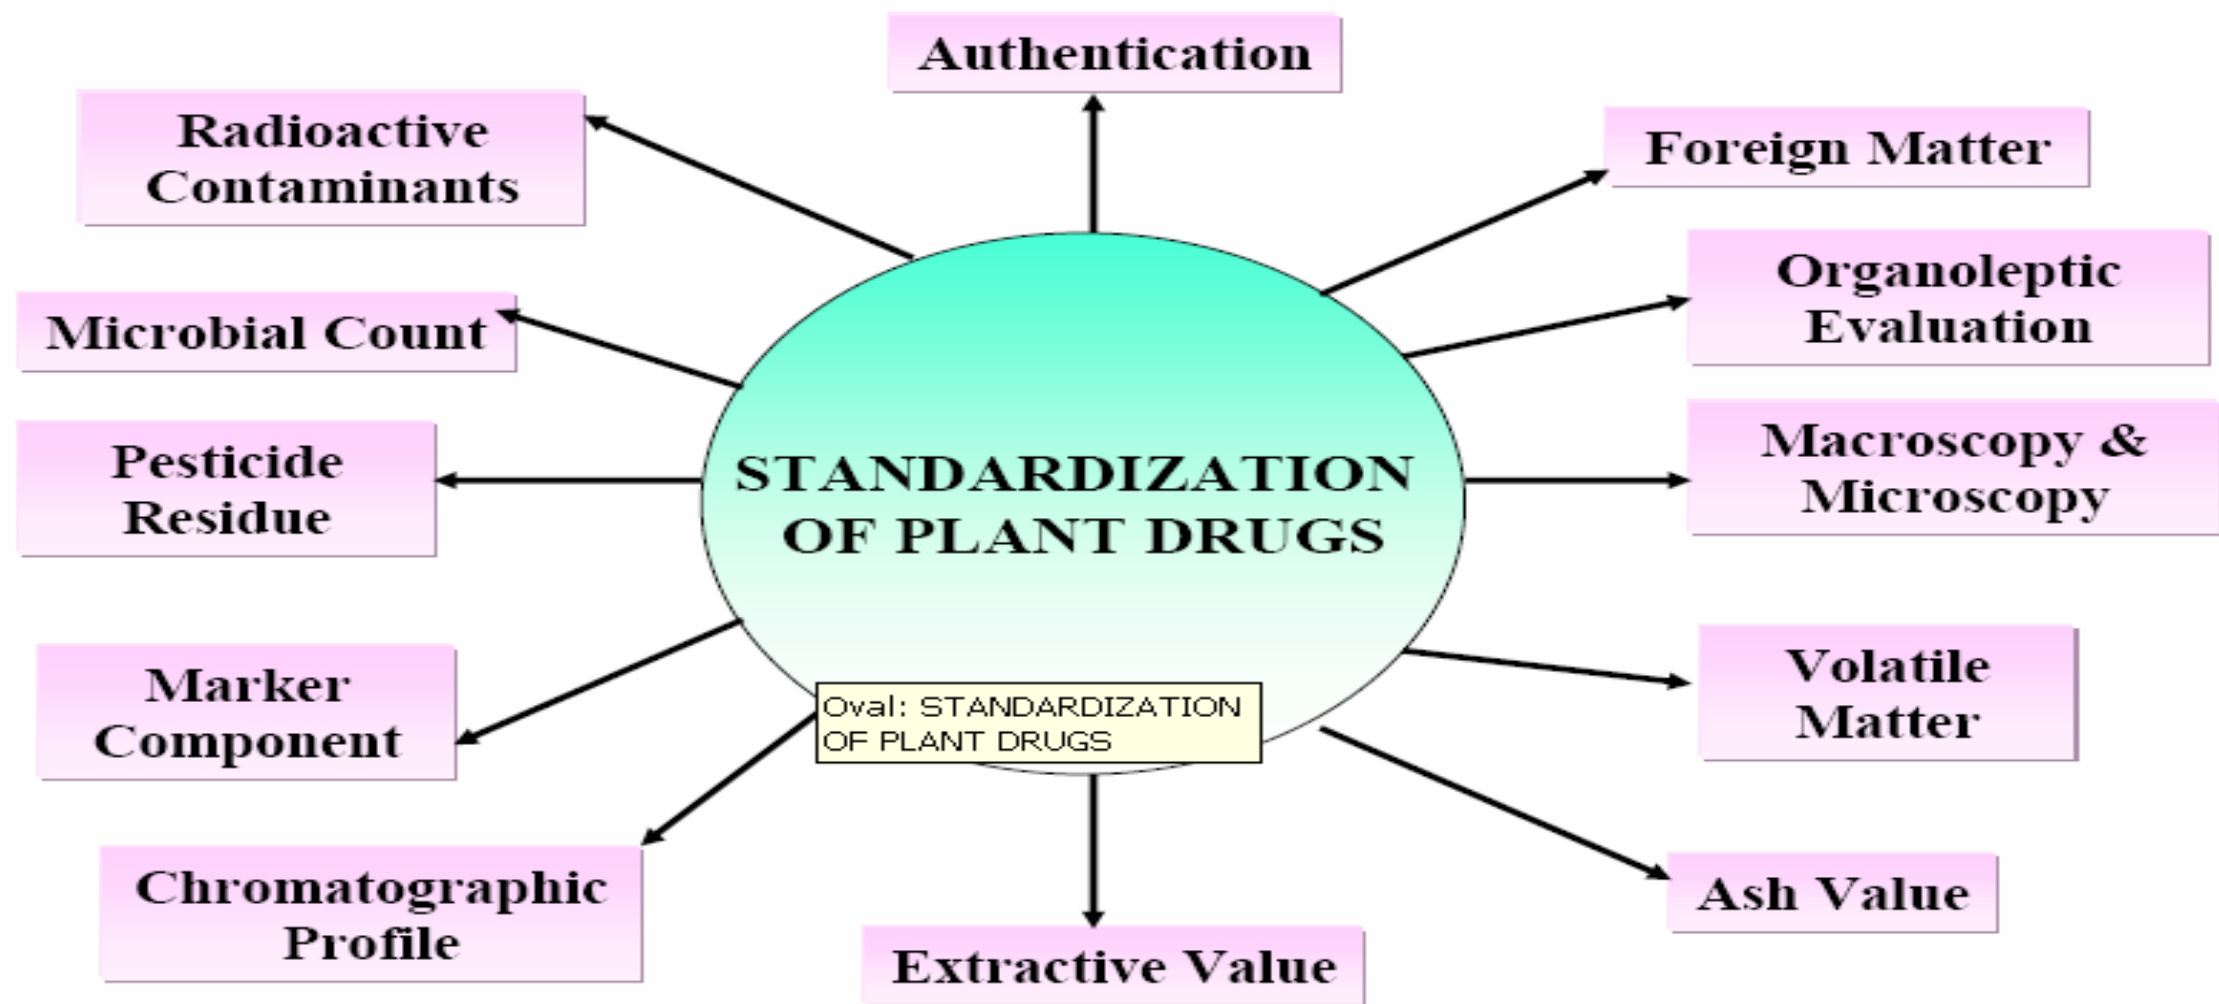 Authentication
Radioactive
Contaminants
Foreign Matter
Organoleptic
Evaluation
Microbial Count
Macroscopy &
Microscopy
Pesticide
Residue
STANDARDIZATION
OF PLANT DRUGS
Volatile
Matter
Marker
Component
Oval: STANDARDIZATION
OF PLANT DRUGS
Ash Value
Chromatographic
Profile
Extractive Value